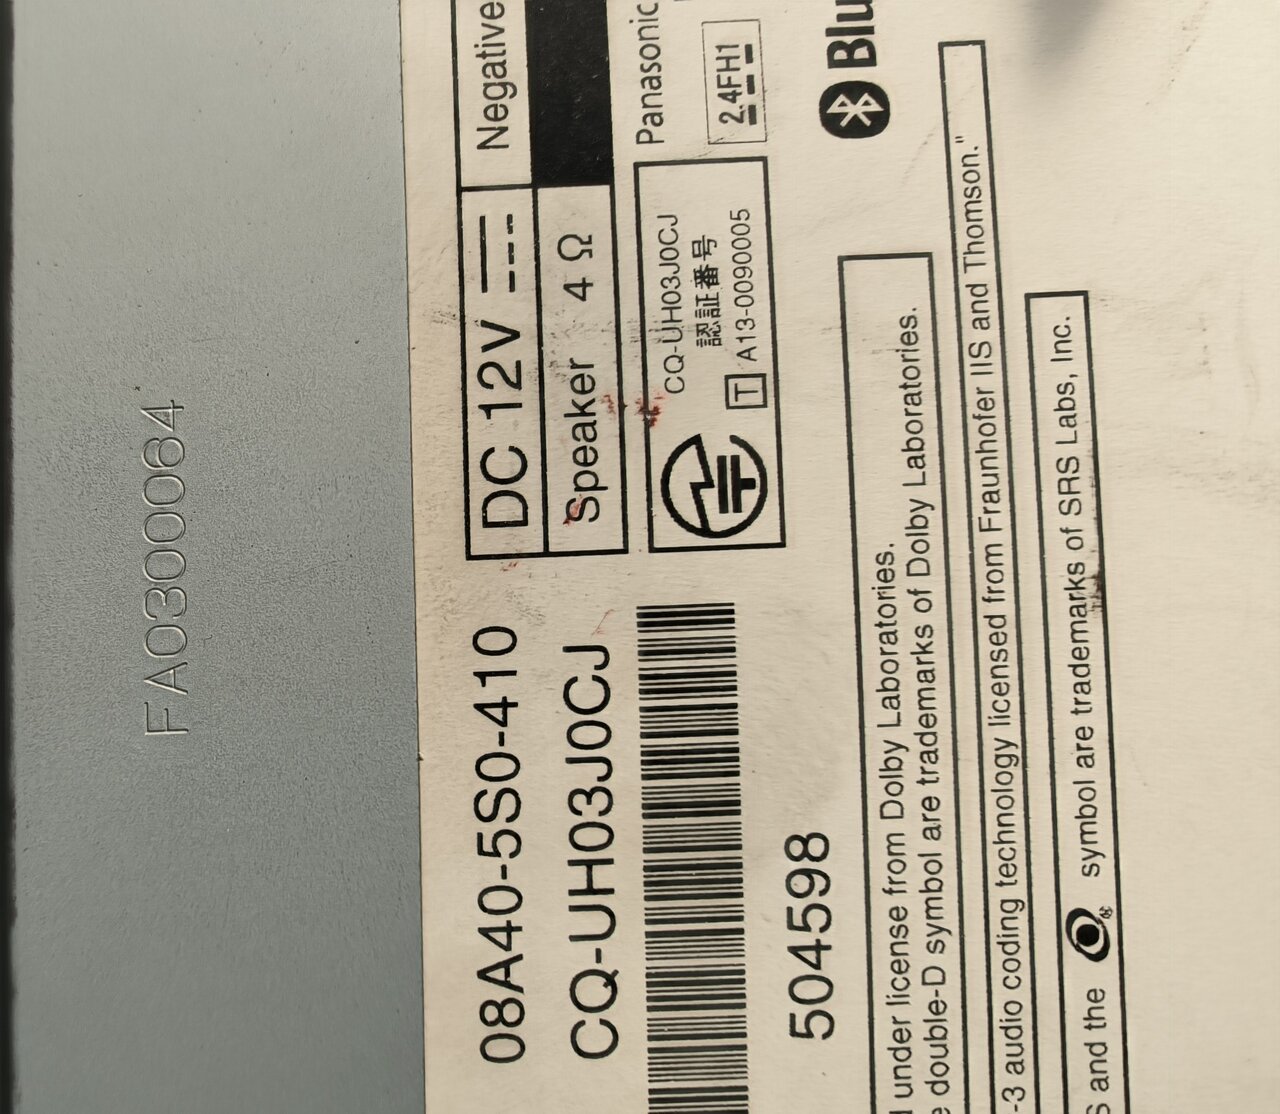 FA0300064
08A40-5S0-410
CQ-UH03J0CJ
504598
DC 12V Negative
Speaker 4 Ω
CQ-UH03J0CJ
認証番号
T A13-0090005
Panasonic
2.4FH1
Blu
under license from Dolby Laboratories.
double-D symbol are trademarks of Dolby Laboratories.
-3 audio coding technology licensed from Fraunhofer IIS and Thomson."
S and the symbol are trademarks of SRS Labs, Inc.